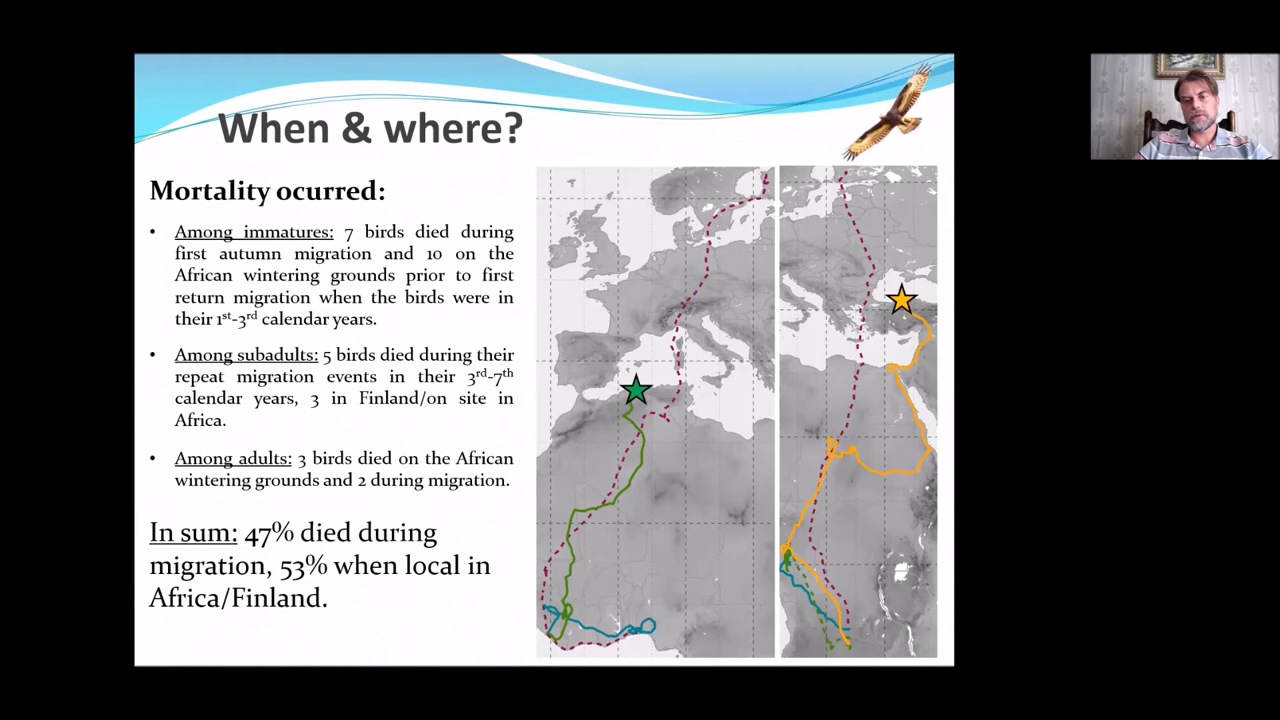 When & where?
Mortality ocurred:
• Among immatures: 7 birds died during
first autumn migration and 10 on the
African wintering grounds prior to first
return migration when the birds were in
their 1st-3rd calendar years.
• Among subadults: 5 birds died during their
repeat migration events in their 3rd-7th
calendar years, 3 in Finland/on site in
Africa.
• Among adults: 3 birds died on the African
wintering grounds and 2 during migration.
In sum: 47% died during
migration, 53% when local in
Africa/Finland.